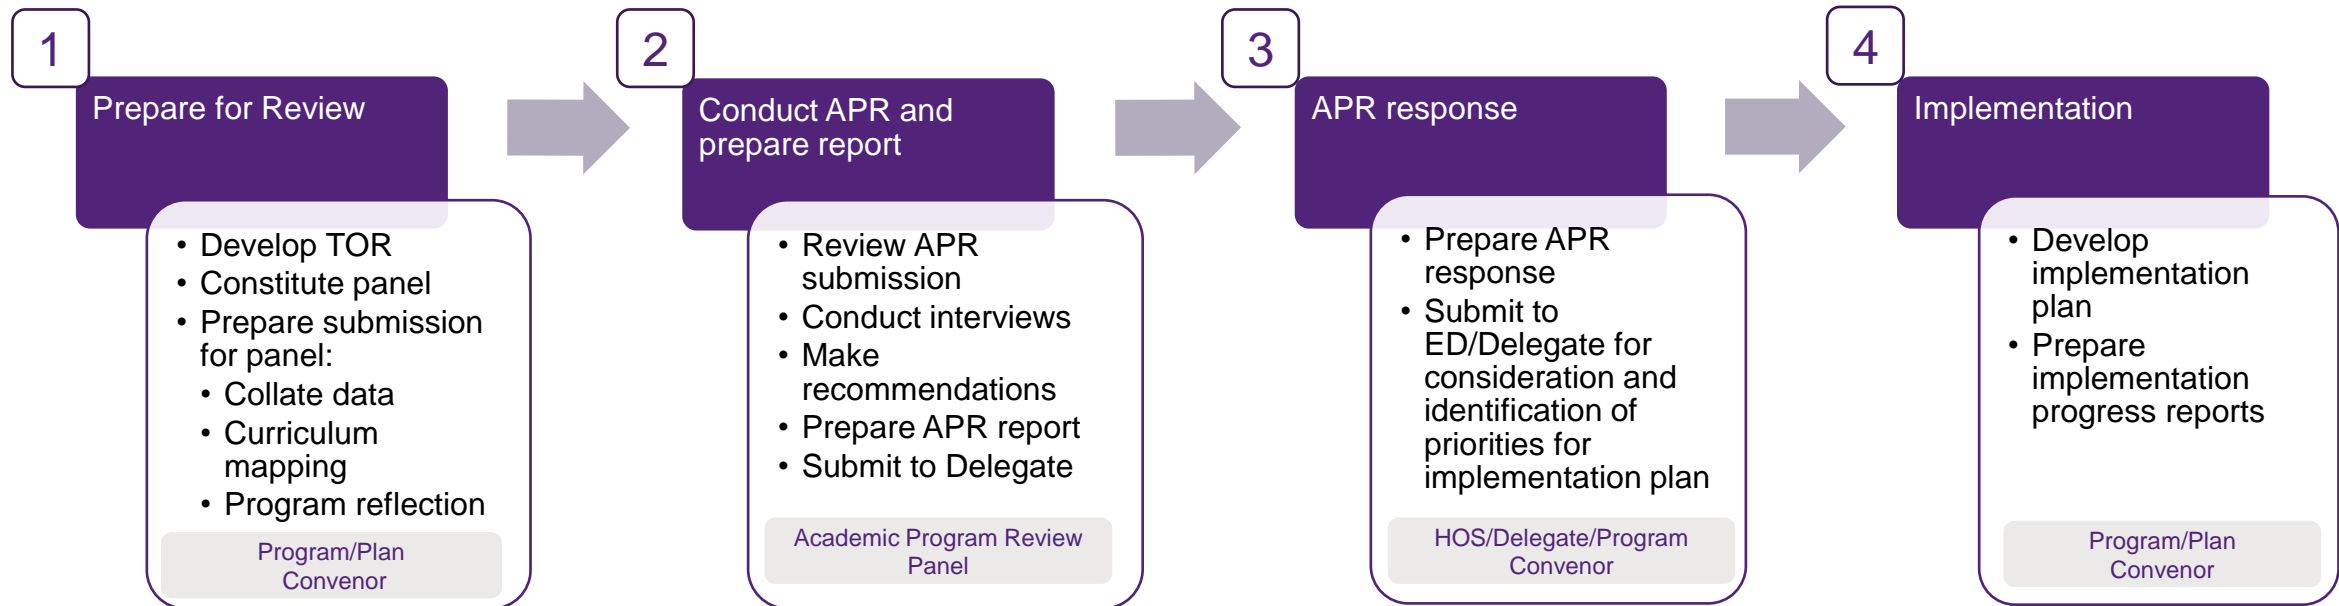 1
Prepare for Review
• Develop TOR
• Constitute panel
• Prepare submission
for panel:
• Collate data
• Curriculum
mapping
• Program reflection
Program/Plan
Convenor
2
Conduct APR and
prepare report
• Review APR
submission
• Conduct interviews
• Make
recommendations
• Prepare APR report
• Submit to Delegate
Academic Program Review
Panel
3
APR response
• Prepare APR
response
• Submit to
ED/Delegate for
consideration and
identification of
priorities for
implementation plan
HOS/Delegate/Program
Convenor
4
Implementation
• Develop
implementation
plan
• Prepare
implementation
progress reports
Program/Plan
Convenor